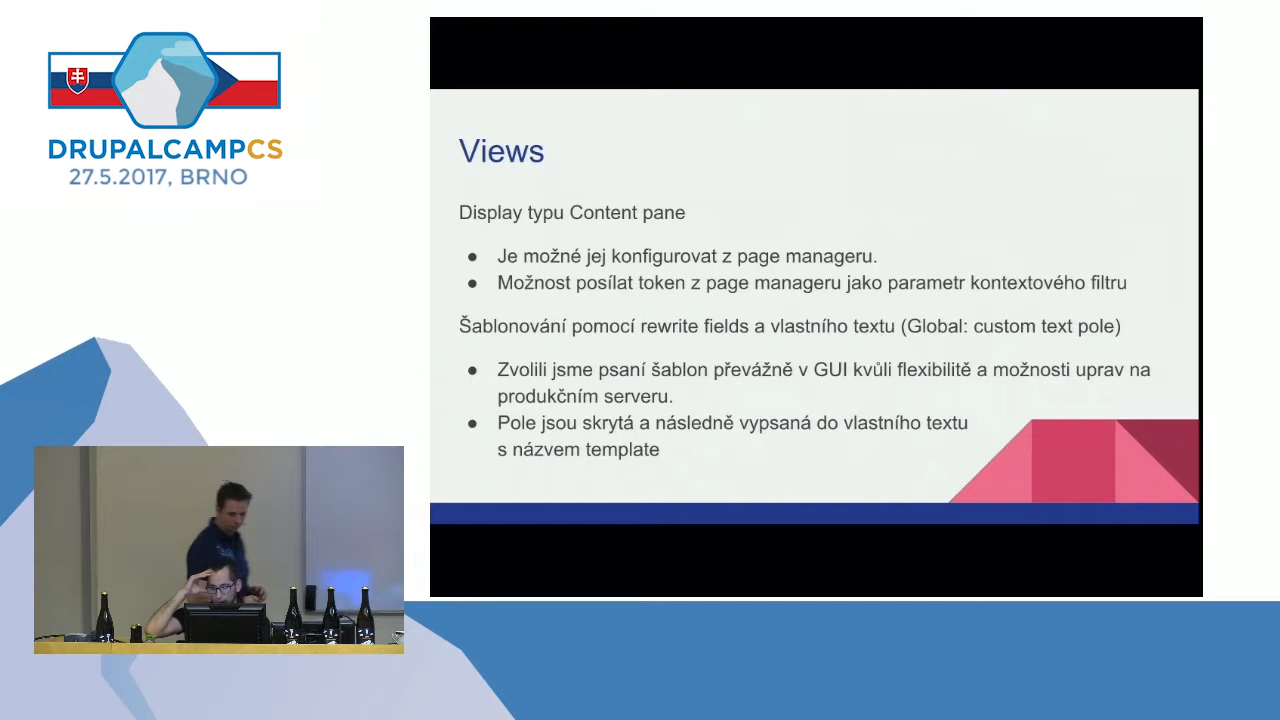 DRUPALCAMPCS
27.5.2017, BRNO
Views
Display typu Content pane
● Je možné jej konfigurovat z page manageru.
● Možnost posílat token z page manageru jako parametr kontextového filtru
Šablonování pomocí rewrite fields a vlastního textu (Global: custom text pole)
● Zvolili jsme psaní šablon převážně v GUI kvůli flexibilitě a možnosti uprav na
produkčním serveru.
● Pole jsou skrytá a následně vypsaná do vlastního textu
s názvem template